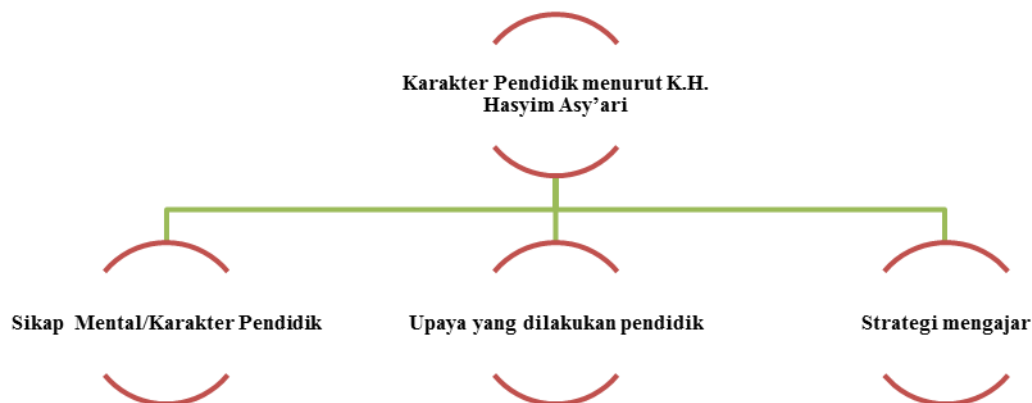 Karakter Pendidik menurut K.H.
Hasyim Asy’ari
Sikap Mental/Karakter Pendidik
Upaya yang dilakukan pendidik
Strategi mengajar